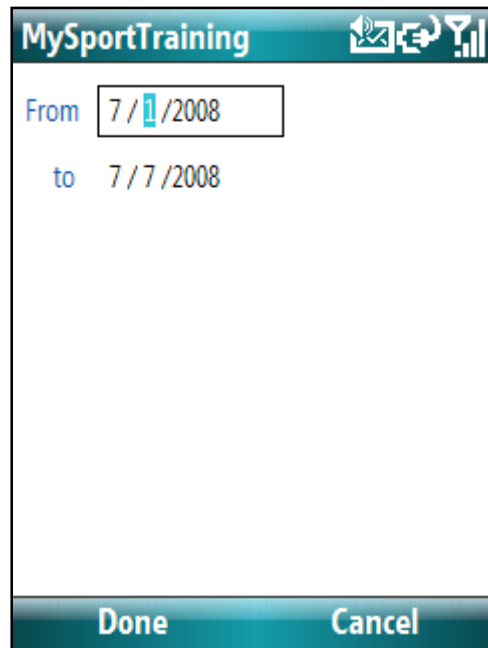 MySportTraining
From 7 / 1 /2008
to 7 / 7 /2008
Done Cancel